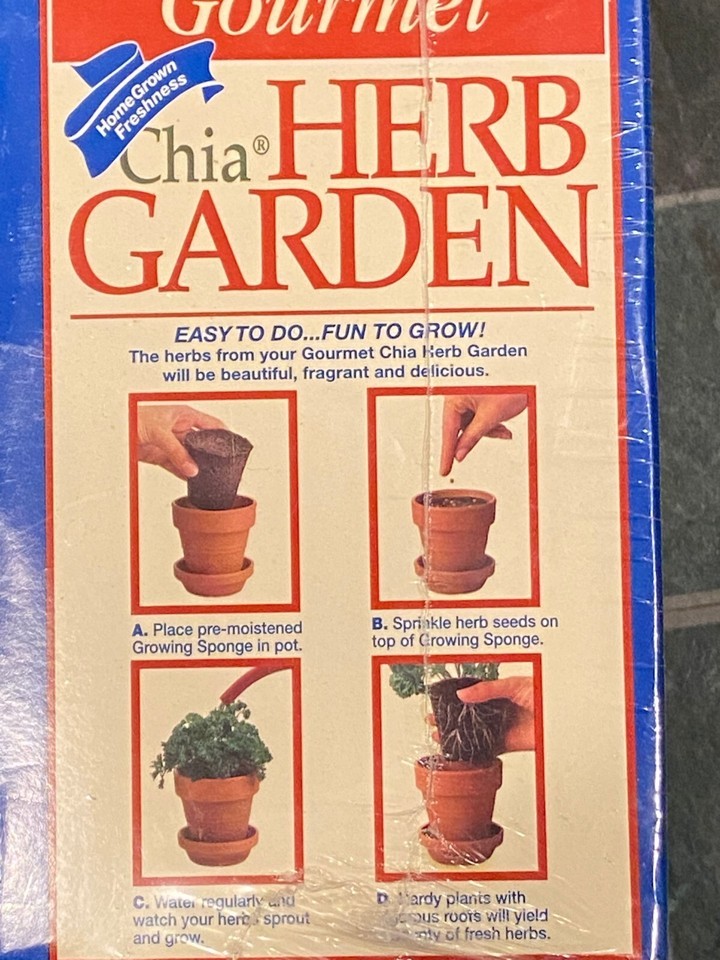 Gourmet
HomeGrown
Freshness
Chia® HERB
GARDEN
EASY TO DO...FUN TO GROW!
The herbs from your Gourmet Chia Herb Garden
will be beautiful, fragrant and delicious.
A. Place pre-moistened
Growing Sponge in pot.
B. Sprinkle herb seeds on
top of Growing Sponge.
C. Water regularly and
watch your herbs sprout
and grow.
D. Hardy plants with
roots will yield
plenty of fresh herbs.